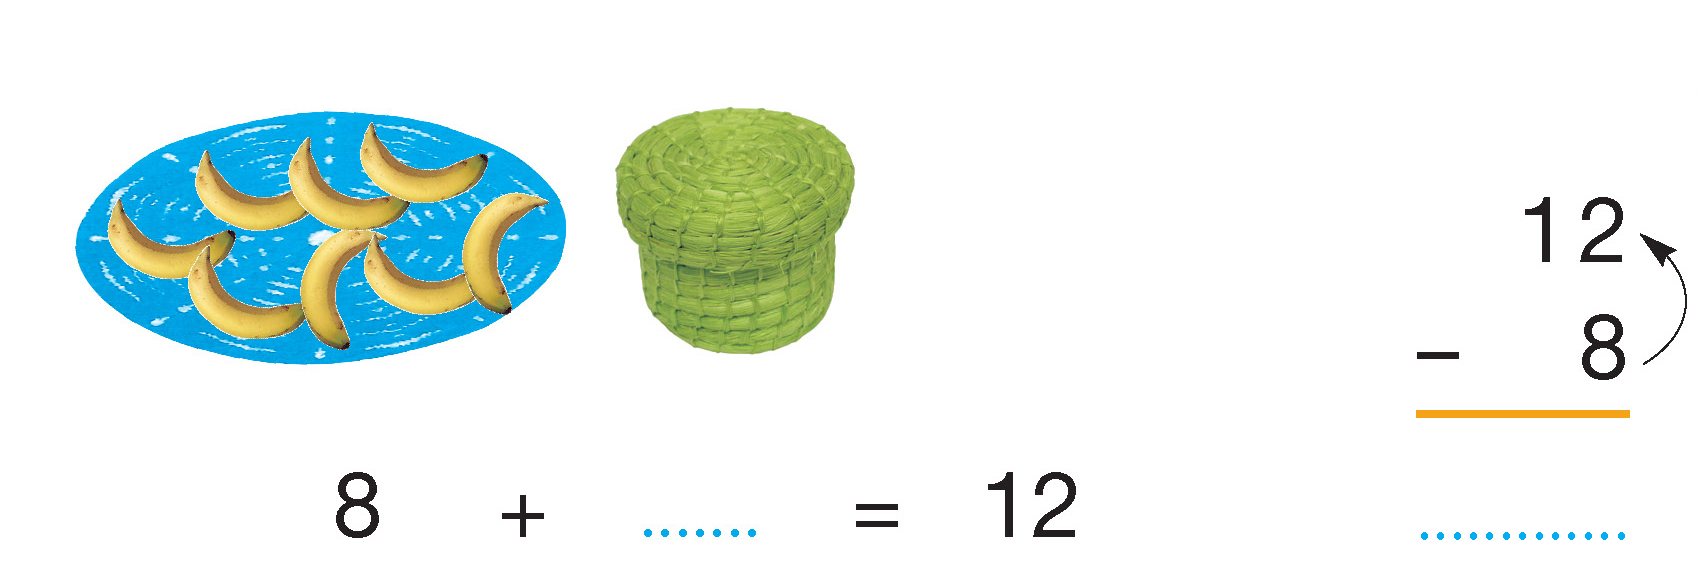 12
– 8
8 + ....... = 12
............